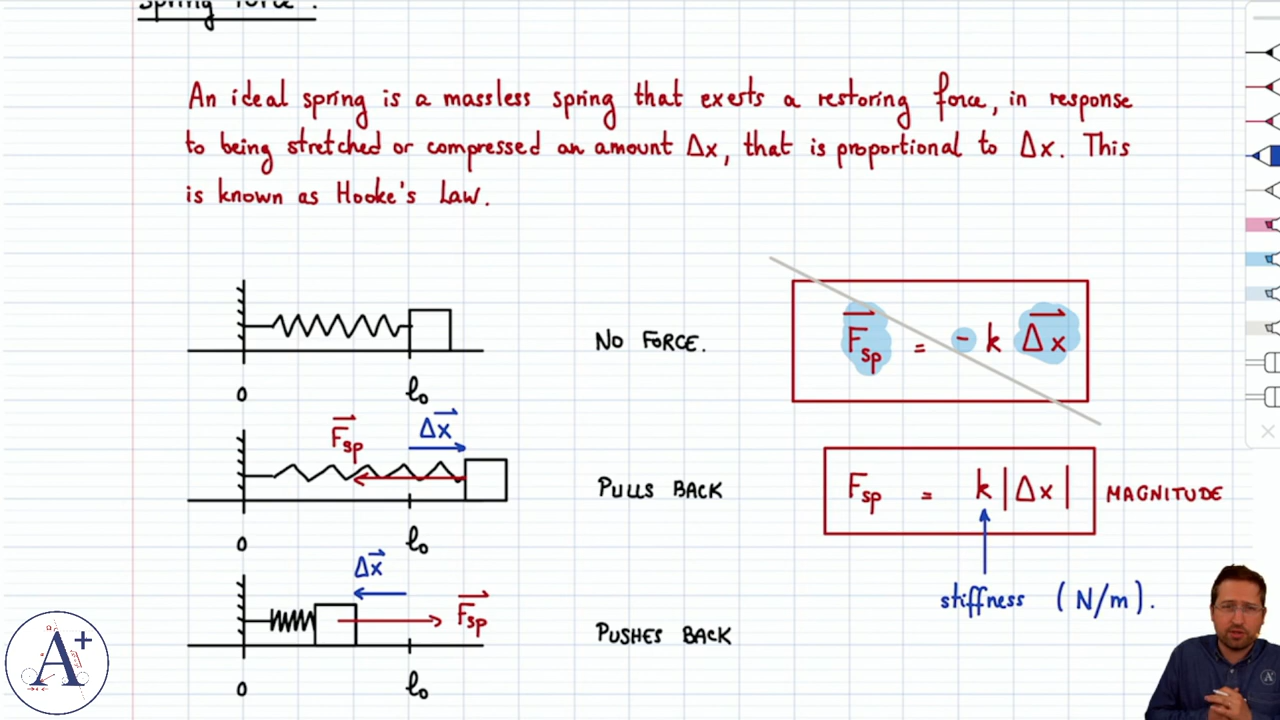 spring force:
An ideal spring is a massless spring that exerts a restoring force, in response
to being stretched or compressed an amount Δx, that is proportional to Δx. This
is known as Hooke's Law.
NO FORCE.
F⃗sp = - k Δx⃗
0 l₀
F⃗sp Δx⃗
PULLS BACK
Fsp = k |Δx| MAGNITUDE
0 l₀
Δx⃗
F⃗sp
stiffness (N/m).
PUSHES BACK
0 l₀
A+
A